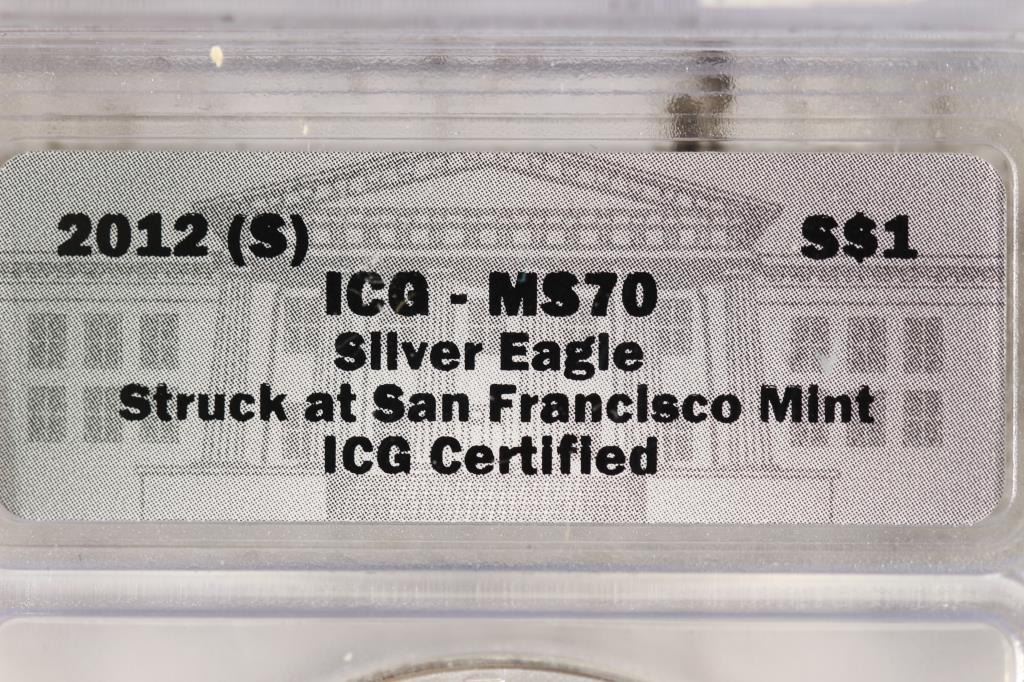 2012 (S) S$1
ICG - MS70
Silver Eagle
Struck at San Francisco Mint
ICG Certified